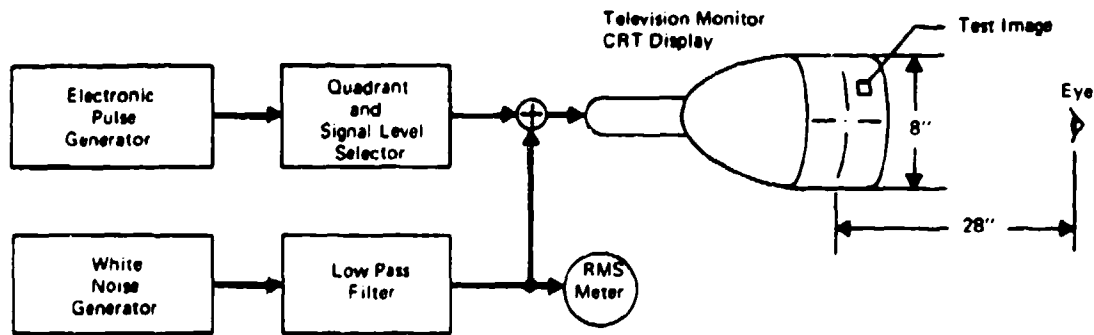 Television Monitor
CRT Display
Test Image
Electronic
Pulse
Generator
Quadrant
and
Signal Level
Selector
Eye
8''
28''
White
Noise
Generator
Low Pass
Filter
RMS
Meter